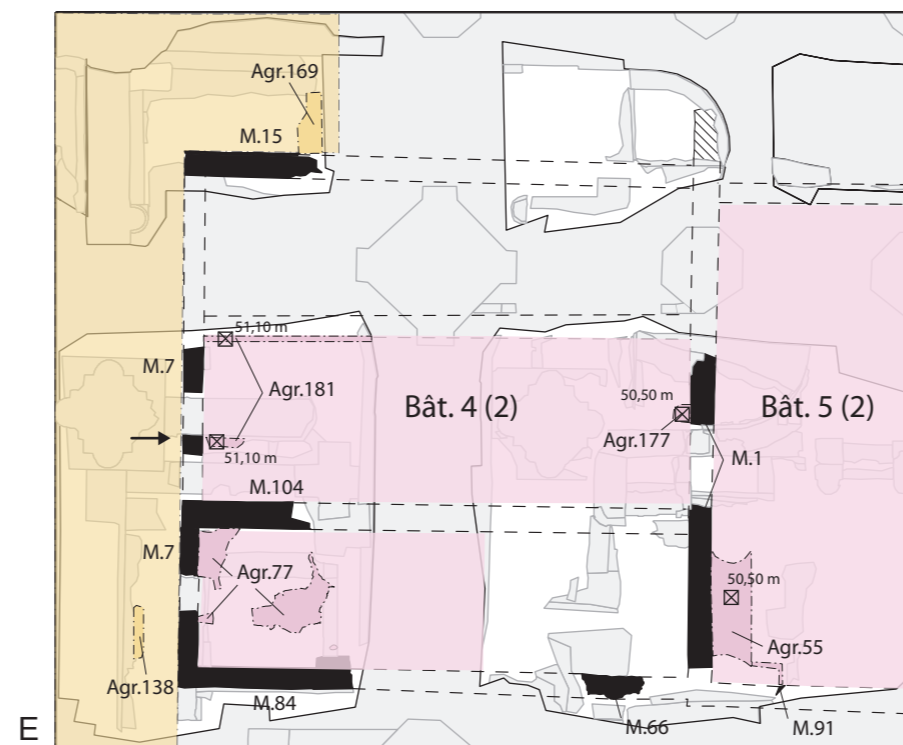 Agr.169
M.15
51,10 m
M.7
Agr.181
Bât. 4 (2)
50,50 m
Bât. 5 (2)
Agr.177
51,10 m
M.1
M.104
M.7
Agr.77
50,50 m
Agr.55
Agr.138
M.84
M.66
M.91
E